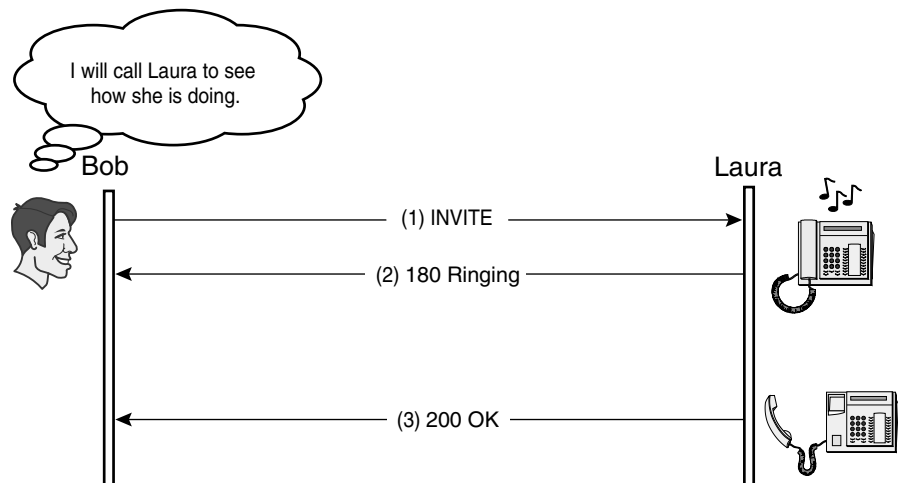 I will call Laura to see
how she is doing.
Bob
Laura
(1) INVITE
(2) 180 Ringing
(3) 200 OK